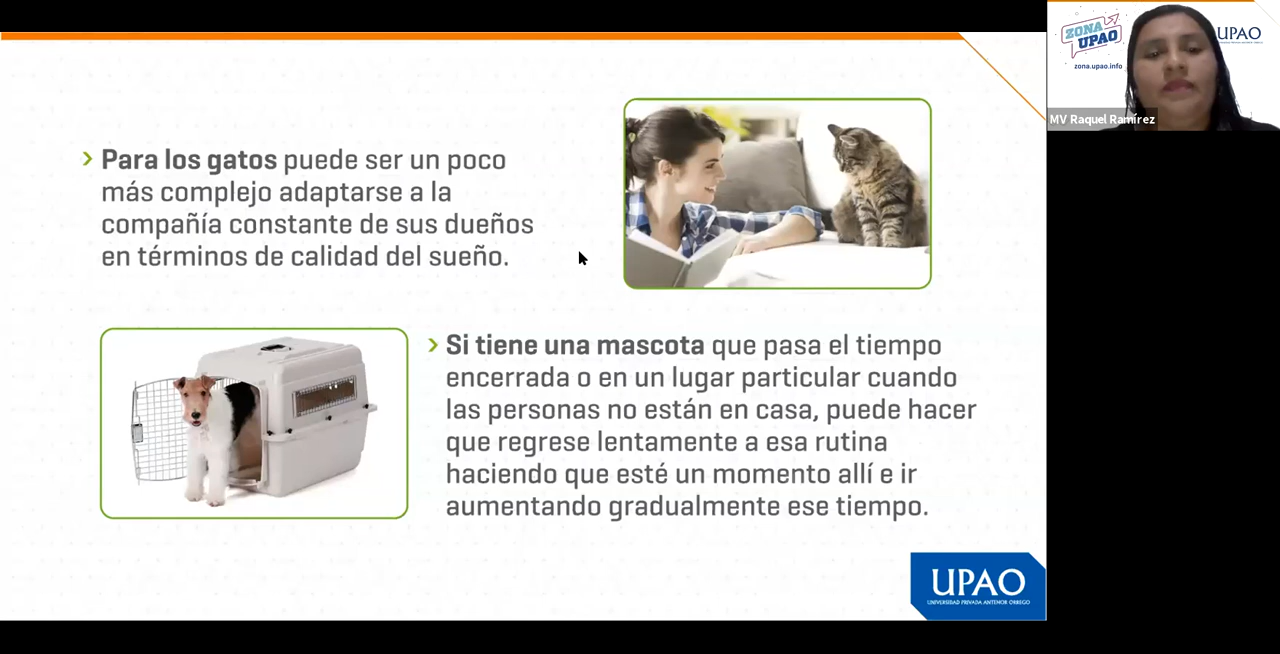 Para los gatos puede ser un poco
más complejo adaptarse a la
compañía constante de sus dueños
en términos de calidad del sueño.
Si tiene una mascota que pasa el tiempo
encerrada o en un lugar particular cuando
las personas no están en casa, puede hacer
que regrese lentamente a esa rutina
haciendo que esté un momento allí e ir
aumentando gradualmente ese tiempo.
UPAO
UNIVERSIDAD PRIVADA ANTENOR ORREGO
ZONA
UPAO
zona.upao.info
UPAO
MV Raquel Ramírez